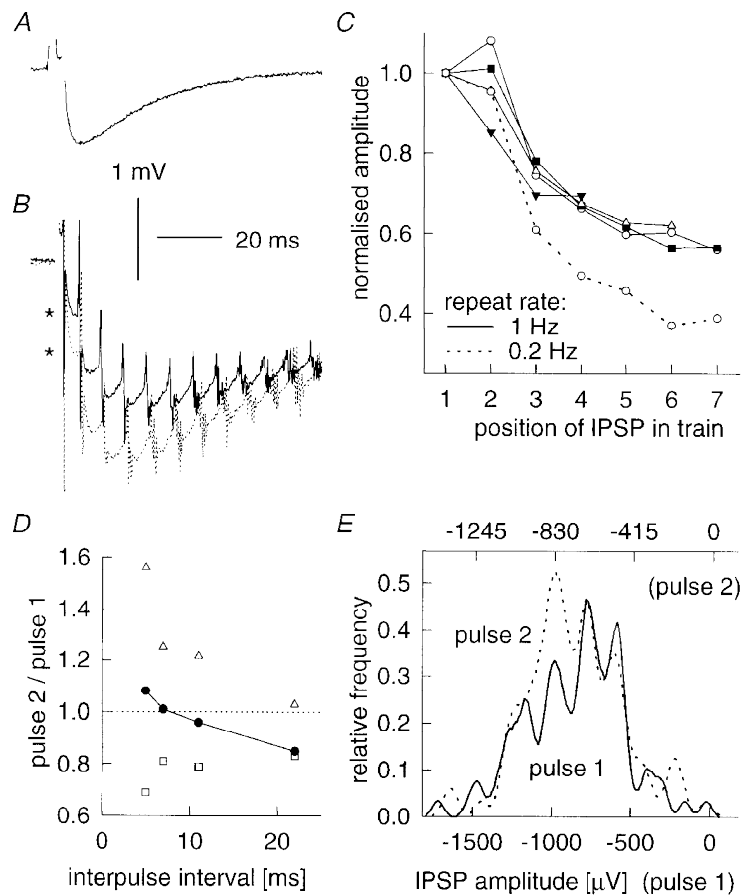 A
1 mV
20 ms
B
*
*
C
normalised amplitude
1.0
0.8
0.6
0.4
repeat rate:
1 Hz
0.2 Hz
1 2 3 4 5 6 7
position of IPSP in train
D
pulse 2 / pulse 1
1.6
1.4
1.2
1.0
0.8
0.6
0 10 20
interpulse interval [ms]
E
-1245 -830 -415 0
(pulse 2)
relative frequency
0.5
0.4
0.3
0.2
0.1
0.0
pulse 2
pulse 1
-1500 -1000 -500 0
IPSP amplitude [µV] (pulse 1)